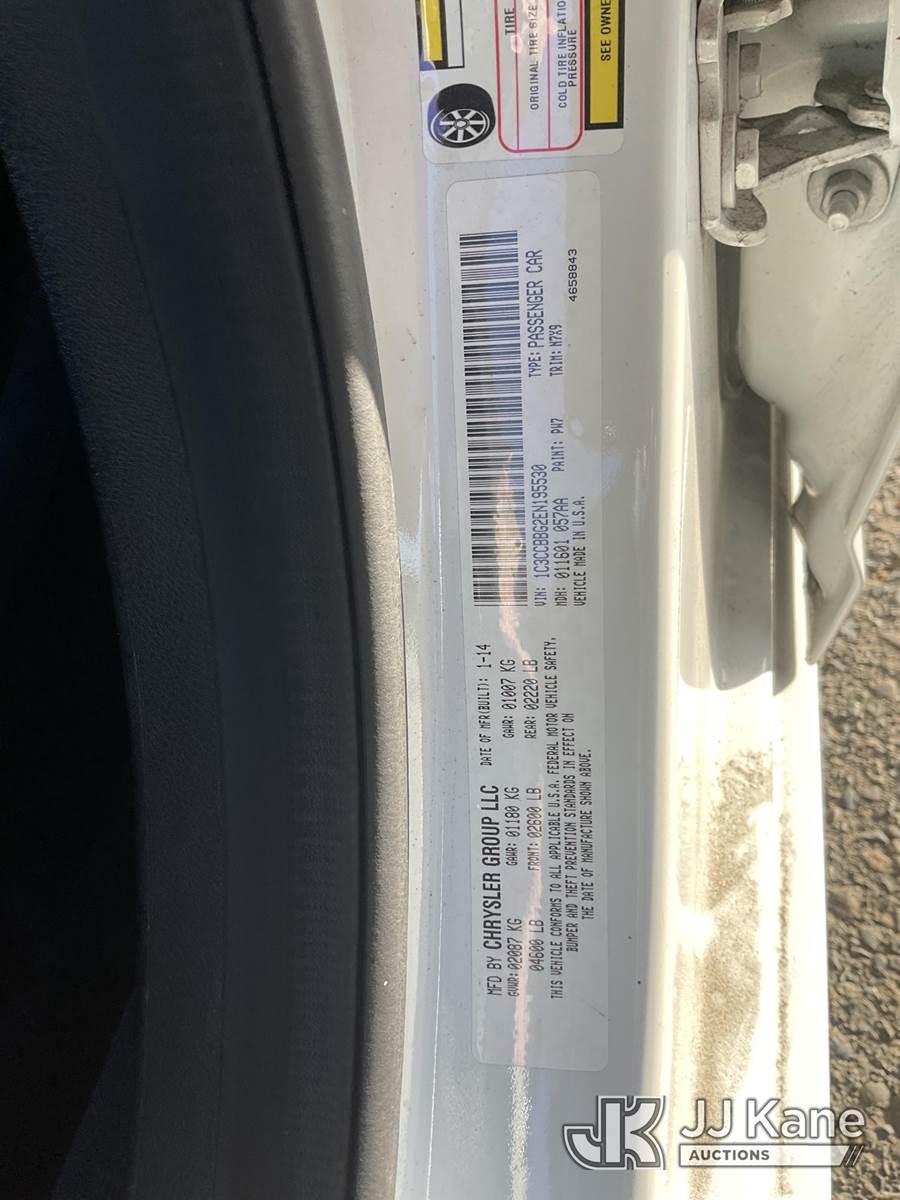 TIRE
ORIGINAL TIRE SIZE
COLD TIRE INFLATIO
PRESSURE
SEE OWNE
MFD BY CHRYSLER GROUP LLC DATE OF MFR(BUILT): 1-14
GVWR: 02087 KG GAWR: 01180 KG GAWR: 01007 KG
04600 LB FRONT: 02600 LB REAR: 02220 LB
THIS VEHICLE CONFORMS TO ALL APPLICABLE U.S.A. FEDERAL MOTOR VEHICLE SAFETY,
BUMPER AND THEFT PREVENTION STANDARDS IN EFFECT ON
THE DATE OF MANUFACTURE SHOWN ABOVE.
VIN: 1C3CCBBG2EN195530 TYPE: PASSENGER CAR
MDH: 011601 057AA PAINT: PW7 TRIM: N7X9
VEHICLE MADE IN U.S.A. 4658843
JK JJ Kane
AUCTIONS